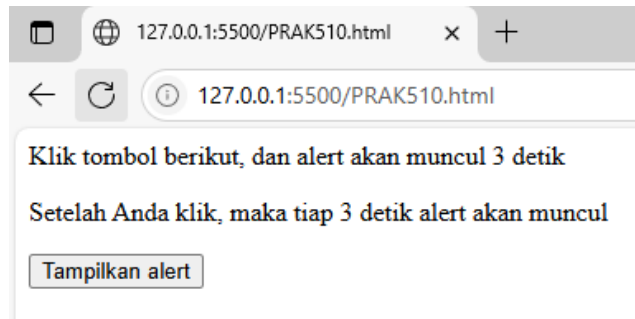 127.0.0.1:5500/PRAK510.html
127.0.0.1:5500/PRAK510.html
Klik tombol berikut, dan alert akan muncul 3 detik
Setelah Anda klik, maka tiap 3 detik alert akan muncul
Tampilkan alert